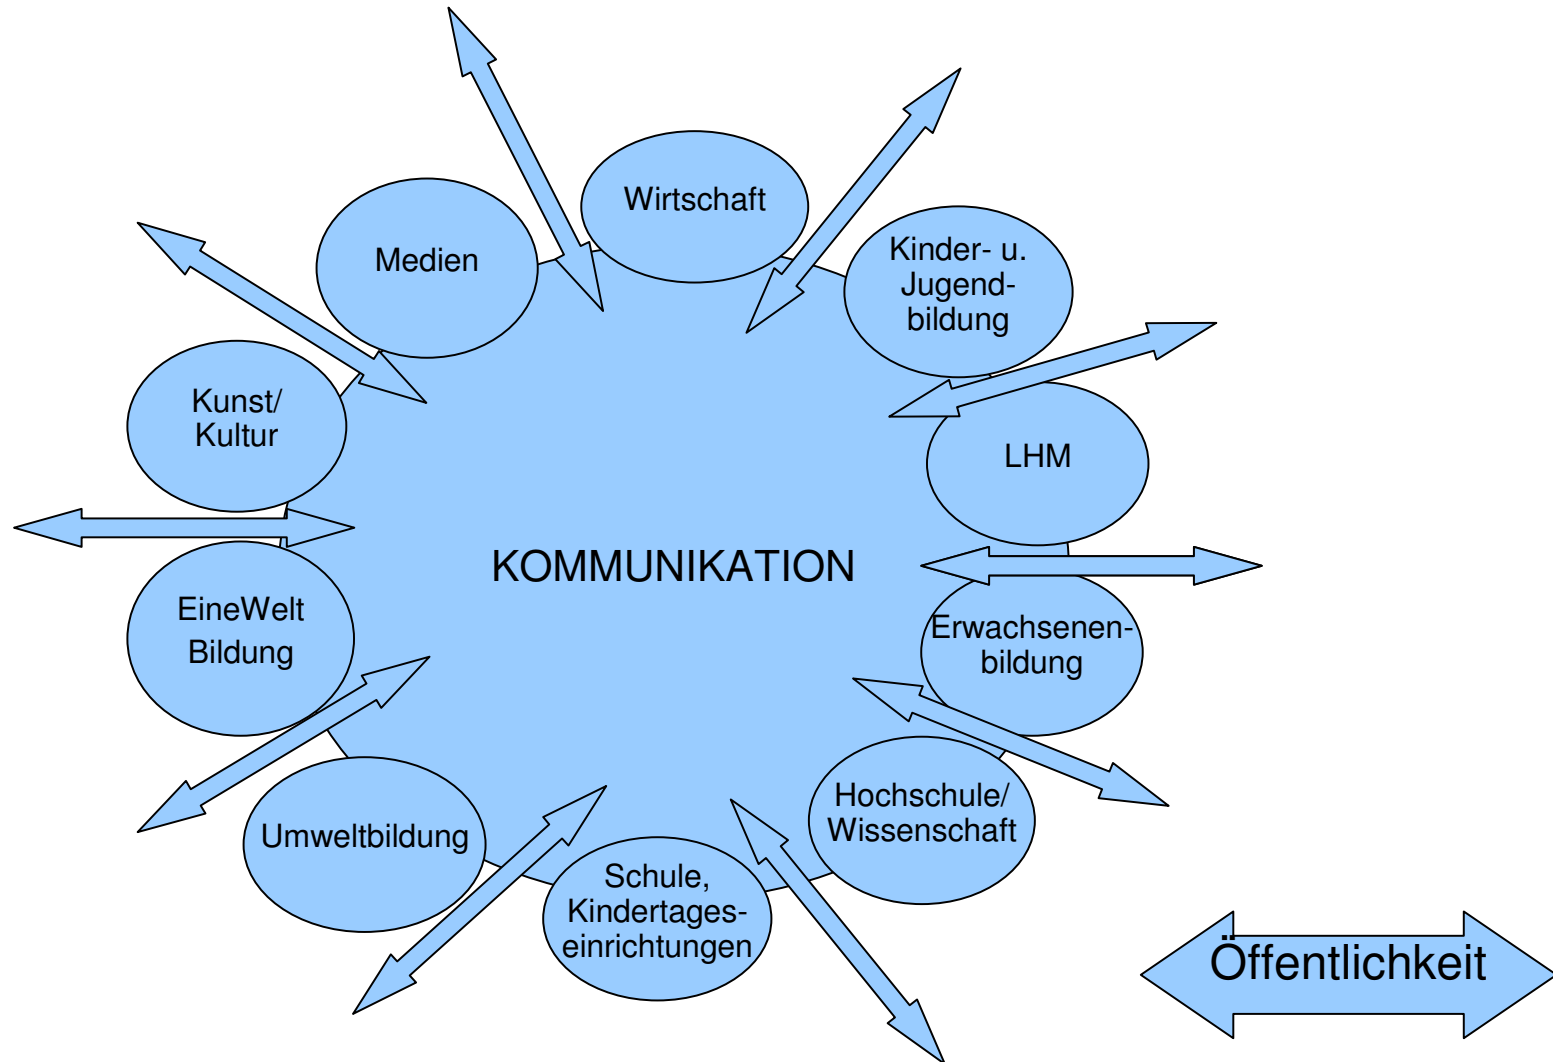 Wirtschaft
Medien
Kinder- u.
Jugend-
bildung
Kunst/
Kultur
LHM
KOMMUNIKATION
EineWelt
Bildung
Erwachsenen-
bildung
Hochschule/
Wissenschaft
Umweltbildung
Schule,
Kindertages-
einrichtungen
Öffentlichkeit